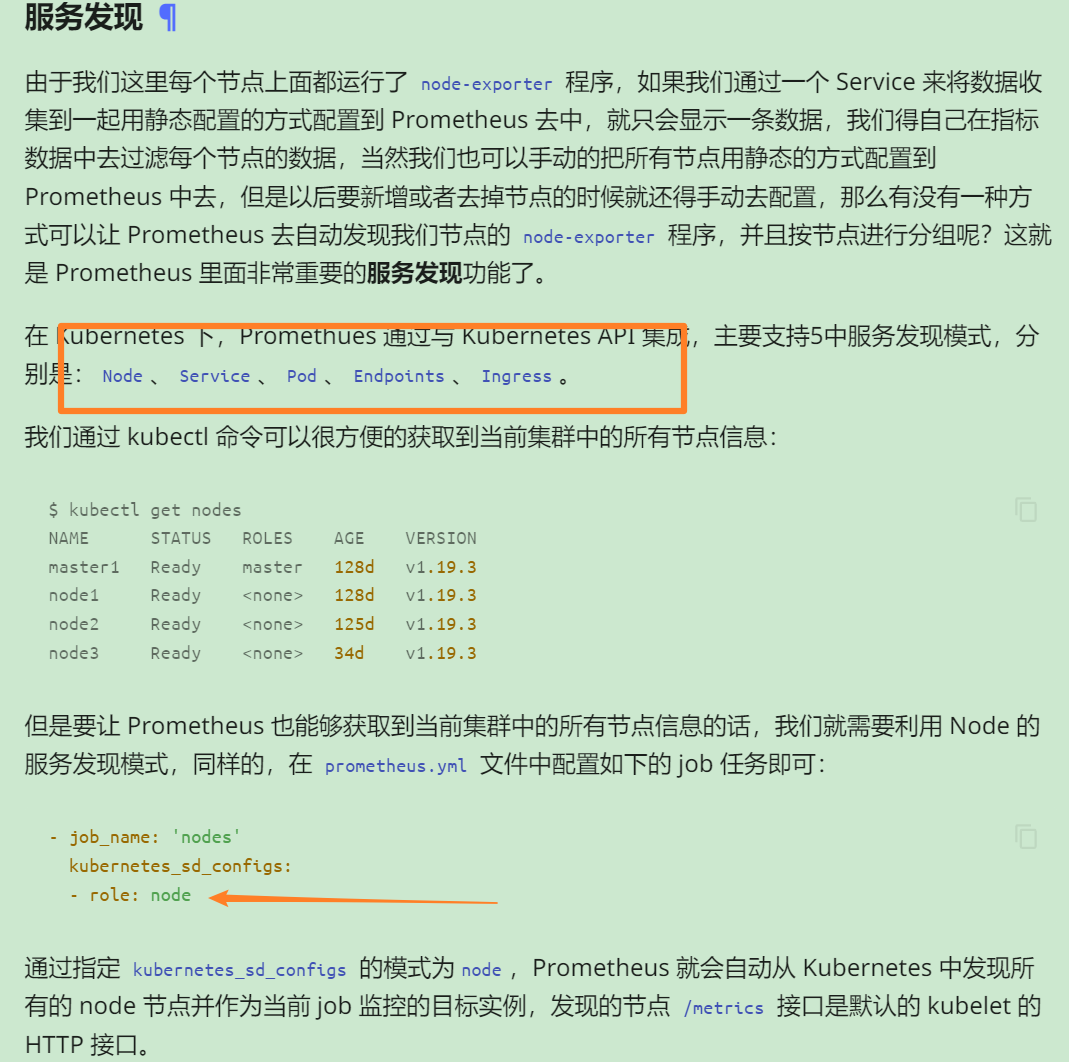 服务发现 ¶
由于我们这里每个节点上面都运行了 node-exporter 程序，如果我们通过一个 Service 来将数据收
集到一起用静态配置的方式配置到 Prometheus 去中，就只会显示一条数据，我们得自己在指标
数据中去过滤每个节点的数据，当然我们也可以手动的把所有节点用静态的方式配置到
Prometheus 中去，但是以后要新增或者去掉节点的时候就还得手动去配置，那么有没有一种方
式可以让 Prometheus 去自动发现我们节点的 node-exporter 程序，并且按节点进行分组呢？这就
是 Prometheus 里面非常重要的服务发现功能了。
在 Kubernetes 下，Promethues 通过与 Kubernetes API 集成，主要支持5中服务发现模式，分
别是： Node 、 Service 、 Pod 、 Endpoints 、 Ingress 。
我们通过 kubectl 命令可以很方便的获取到当前集群中的所有节点信息：
$ kubectl get nodes
NAME STATUS ROLES AGE VERSION
master1 Ready master 128d v1.19.3
node1 Ready <none> 128d v1.19.3
node2 Ready <none> 125d v1.19.3
node3 Ready <none> 34d v1.19.3
但是要让 Prometheus 也能够获取到当前集群中的所有节点信息的话，我们就需要利用 Node 的
服务发现模式，同样的，在 prometheus.yml 文件中配置如下的 job 任务即可：
- job_name: 'nodes'
kubernetes_sd_configs:
- role: node
通过指定 kubernetes_sd_configs 的模式为 node ，Prometheus 就会自动从 Kubernetes 中发现所
有的 node 节点并作为当前 job 监控的目标实例，发现的节点 /metrics 接口是默认的 kubelet 的
HTTP 接口。